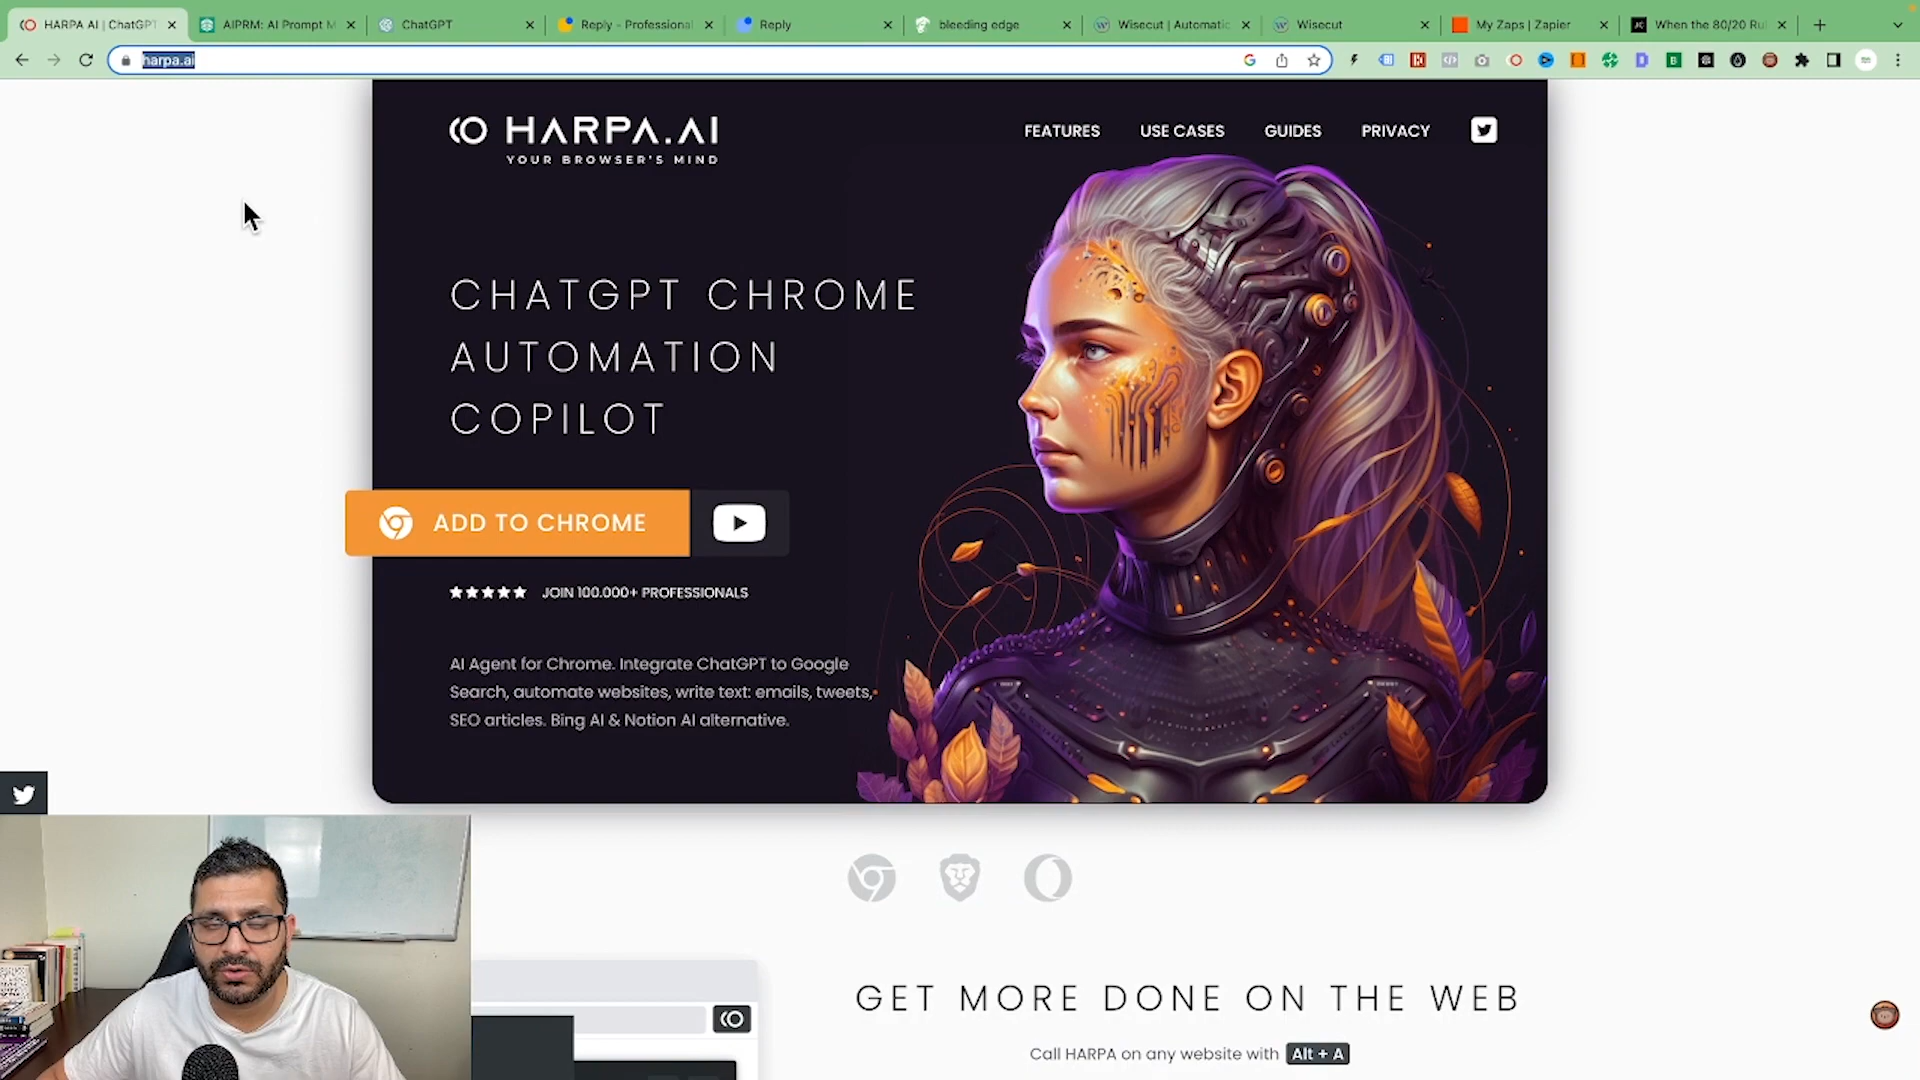 HARPA AI | ChatGPT
AIPRM: AI Prompt M
ChatGPT
Reply - Professional
Reply
bleeding edge
Wisecut | Automatic
Wisecut
My Zaps | Zapier
When the 80/20 Ru
harpa.ai
HARPA.AI
YOUR BROWSER'S MIND
FEATURES
USE CASES
GUIDES
PRIVACY
CHATGPT CHROME
AUTOMATION
COPILOT
ADD TO CHROME
JOIN 100.000+ PROFESSIONALS
AI Agent for Chrome. Integrate ChatGPT to Google
Search, automate websites, write text: emails, tweets,
SEO articles. Bing AI & Notion AI alternative.
GET MORE DONE ON THE WEB
Call HARPA on any website with Alt + A